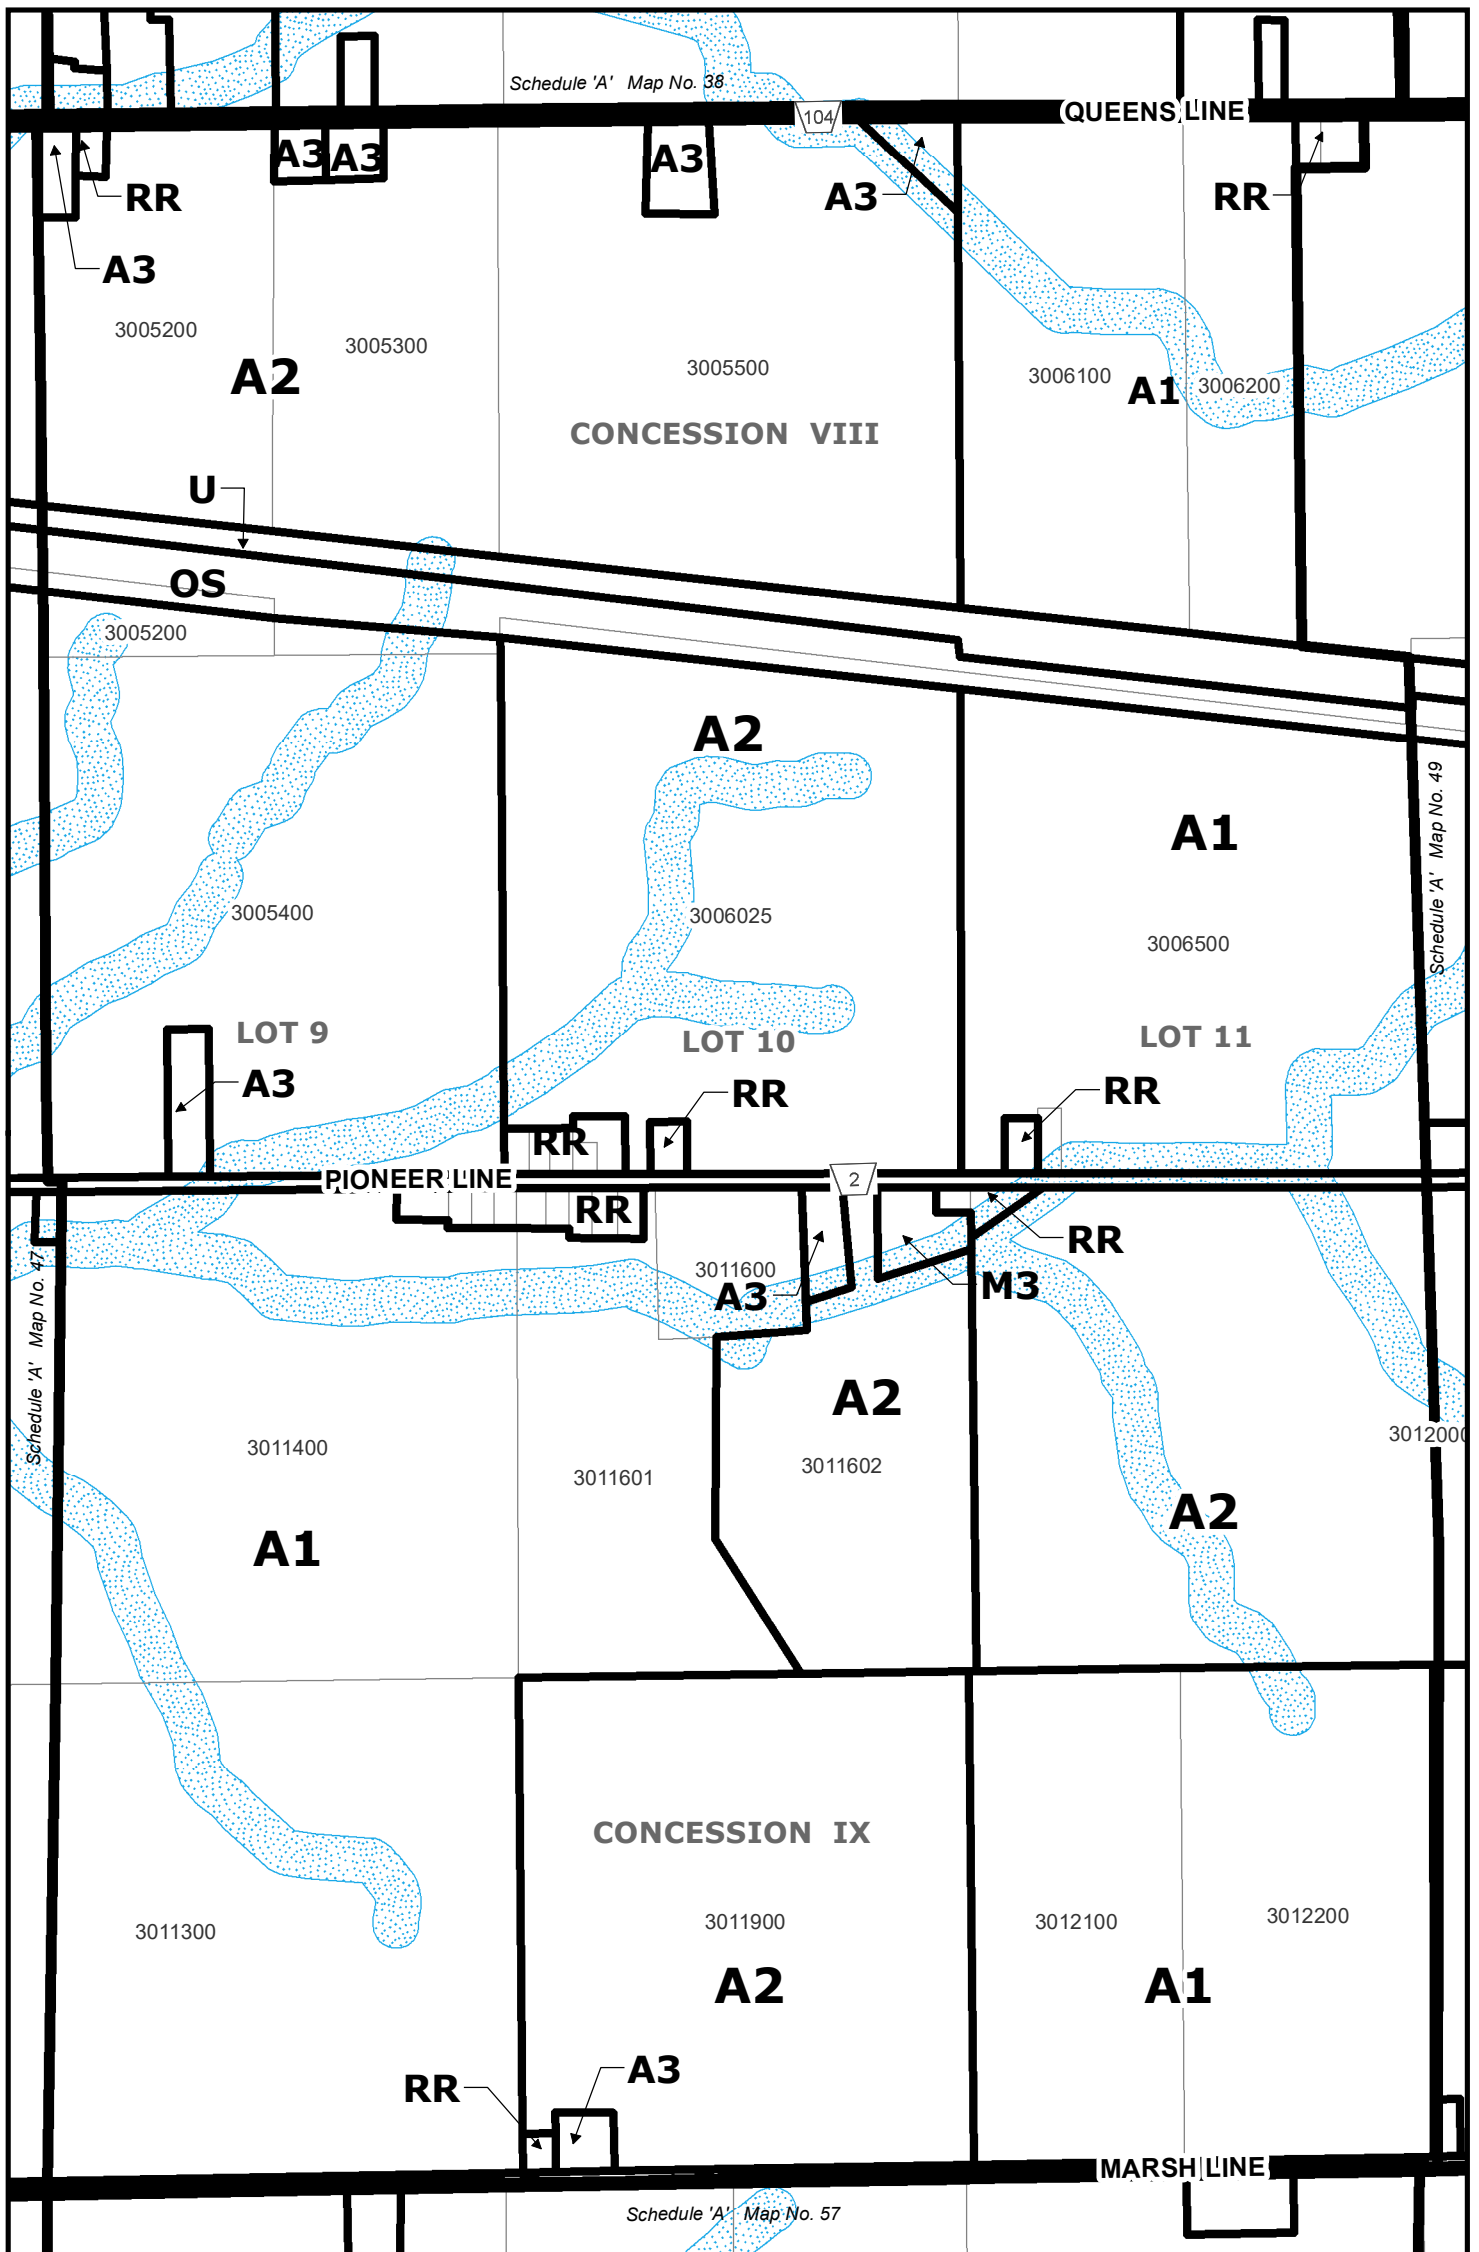 Schedule 'A' Map No. 38
104
QUEENS LINE
A3
A3
A3
A3
RR
RR
A3
3005200
3005300
3005500
3006100
3006200
A2
A1
CONCESSION VIII
U
OS
3005200
A2
A1
Schedule 'A' Map No. 49
3005400
3006025
3006500
LOT 9
LOT 10
LOT 11
A3
RR
RR
RR
PIONEER LINE
2
RR
RR
3011600
A3
M3
Schedule 'A' Map No. 47
A2
3011400
3011601
3011602
3012000
A1
A2
CONCESSION IX
3011300
3011900
3012100
3012200
A2
A1
RR
A3
MARSH LINE
Schedule 'A' Map No. 57